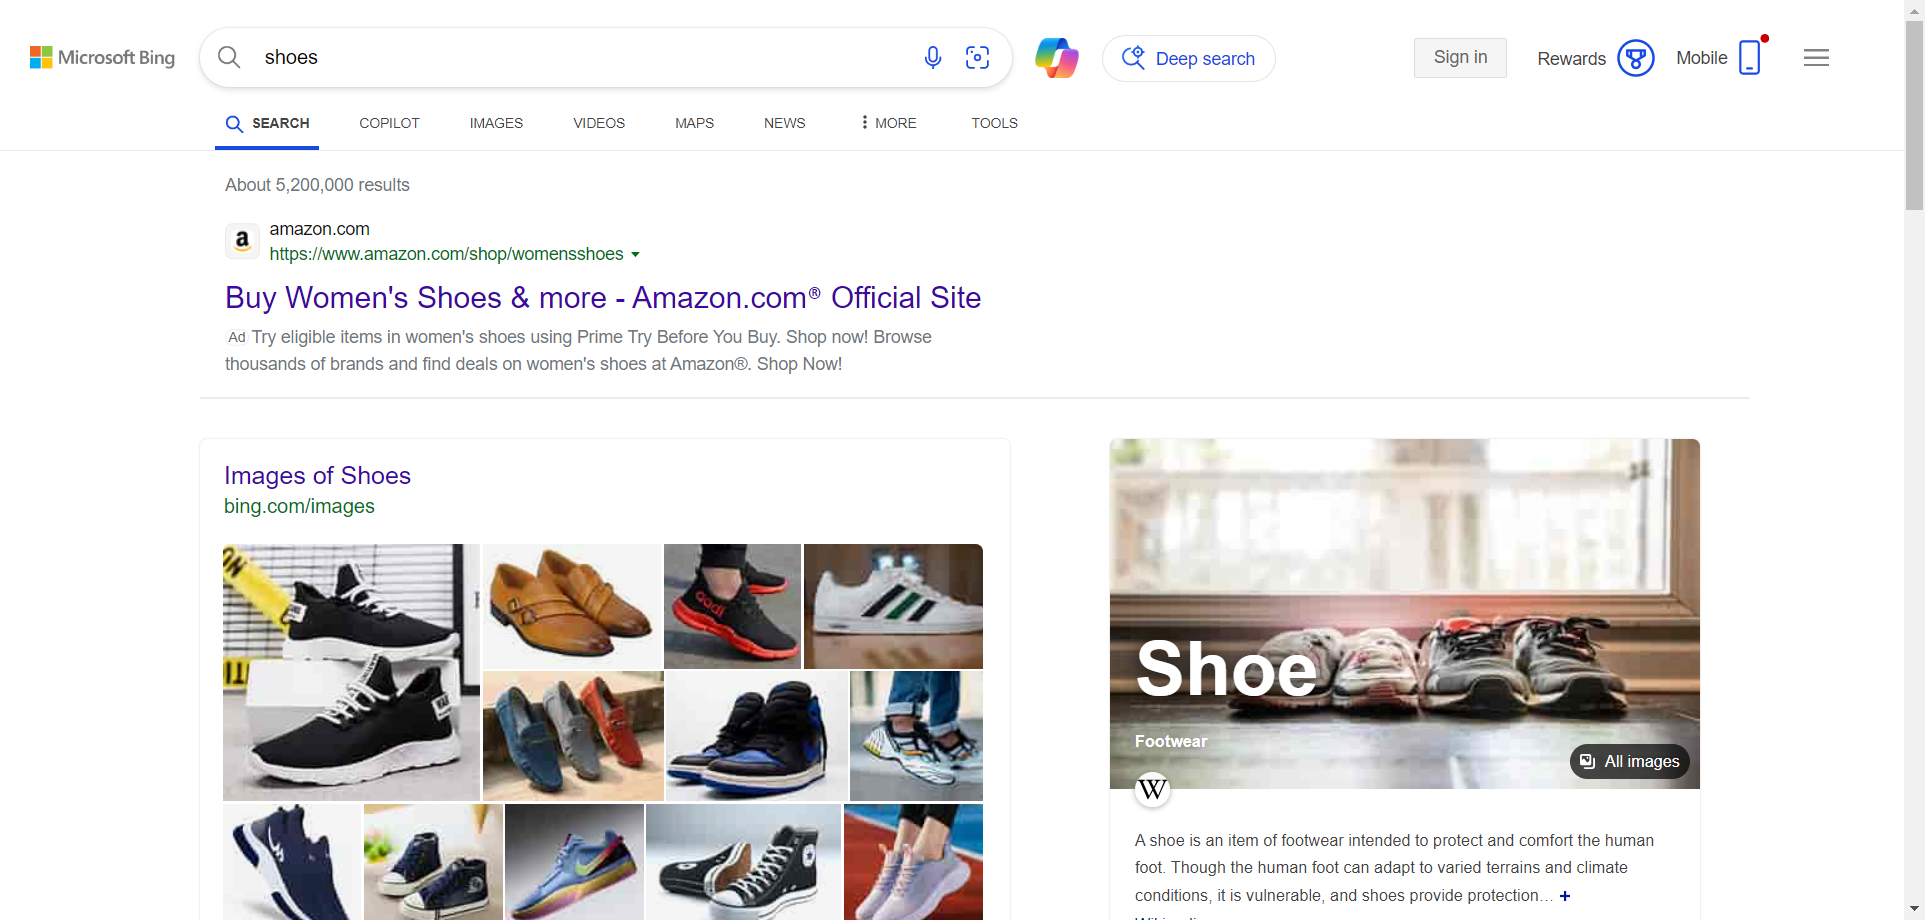 Microsoft Bing
shoes
Deep search
Sign in
Rewards
Mobile
SEARCH
COPILOT
IMAGES
VIDEOS
MAPS
NEWS
MORE
TOOLS
About 5,200,000 results
a
amazon.com
https://www.amazon.com/shop/womensshoes
Buy Women's Shoes & more - Amazon.com® Official Site
Ad Try eligible items in women's shoes using Prime Try Before You Buy. Shop now! Browse
thousands of brands and find deals on women's shoes at Amazon®. Shop Now!
Images of Shoes
bing.com/images
Shoe
Footwear
All images
W
A shoe is an item of footwear intended to protect and comfort the human
foot. Though the human foot can adapt to varied terrains and climate
conditions, it is vulnerable, and shoes provide protection… +